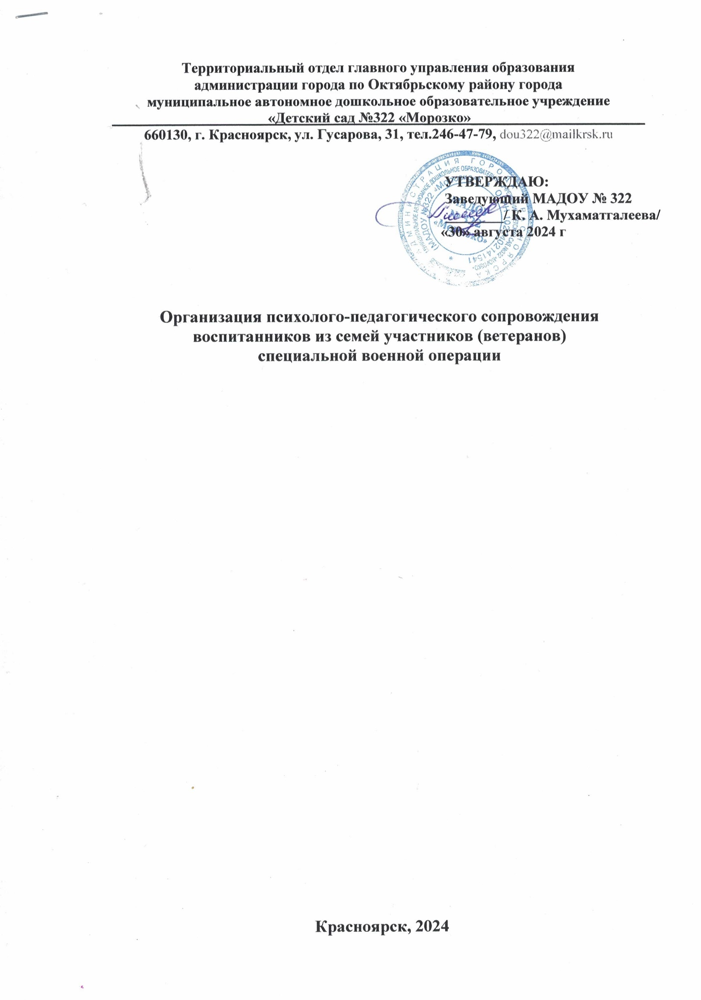 Территориальный отдел главного управления образования
администрации города по Октябрьскому району города
муниципальное автономное дошкольное образовательное учреждение
«Детский сад №322 «Морозко»
660130, г. Красноярск, ул. Гусарова, 31, тел.246-47-79, dou322@mailkrsk.ru
УТВЕРЖДАЮ:
Заведующий МАДОУ № 322
/ К. А. Мухаматгалеева/
«30» августа 2024 г
Организация психолого-педагогического сопровождения
воспитанников из семей участников (ветеранов)
специальной военной операции
Красноярск, 2024